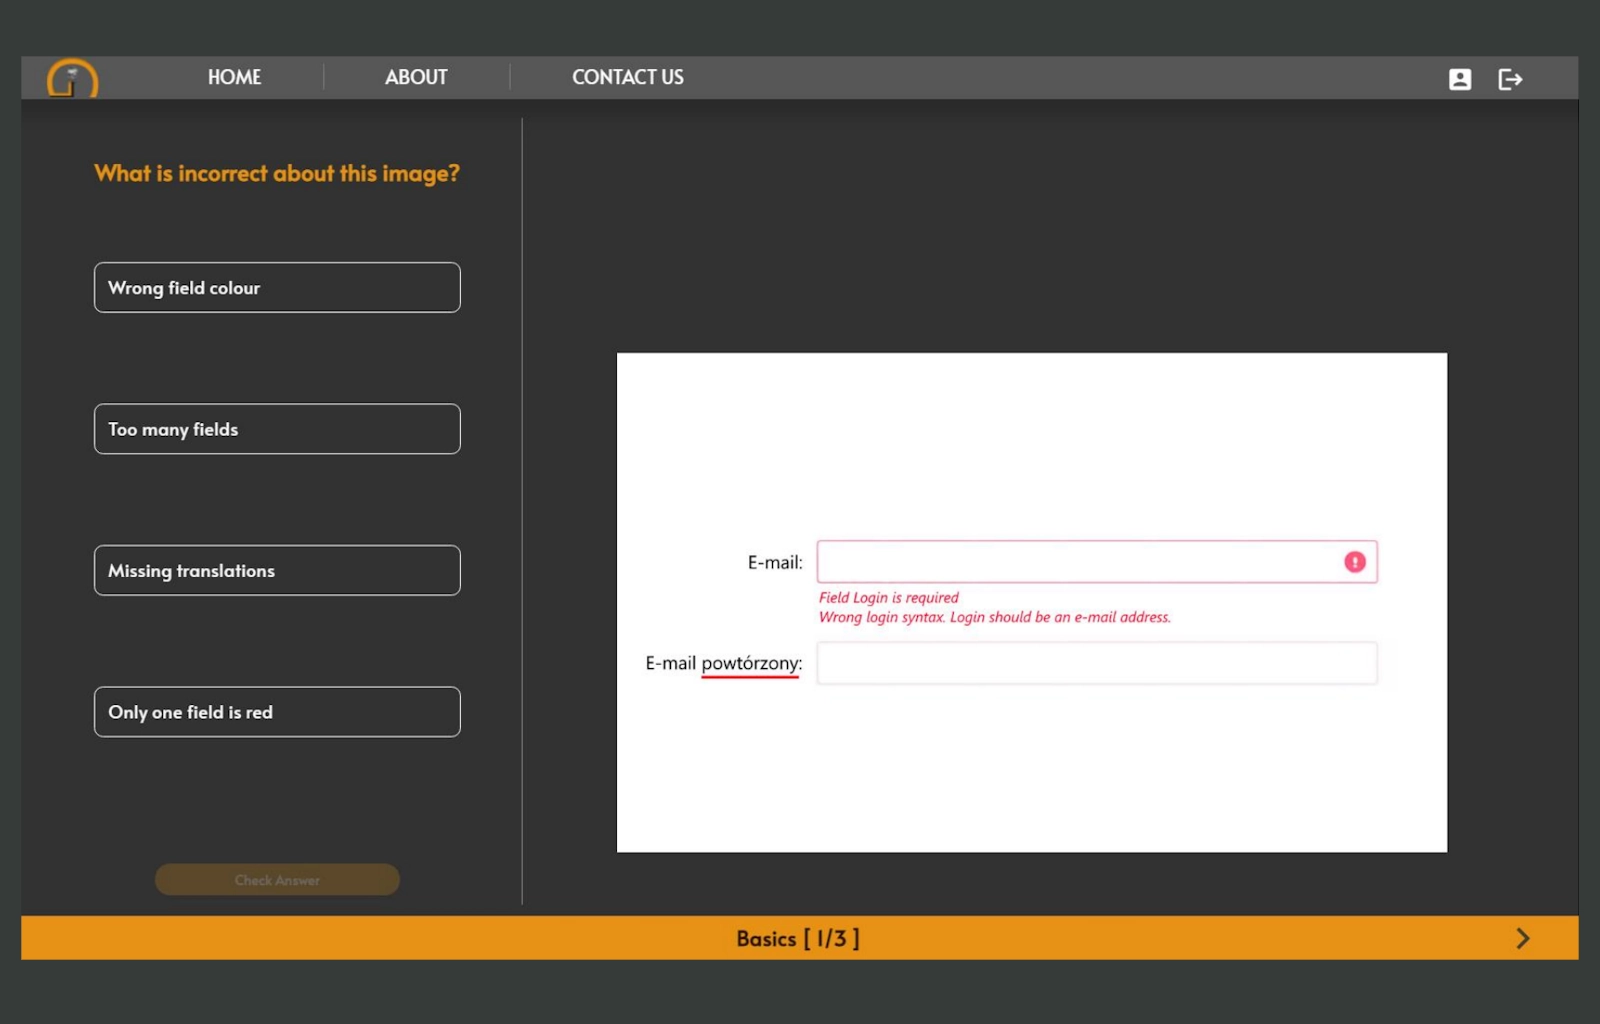 HOME
ABOUT
CONTACT US
What is incorrect about this image?
Wrong field colour
Too many fields
Missing translations
Only one field is red
Check Answer
E-mail:
Field Login is required
Wrong login syntax. Login should be an e-mail address.
E-mail powtórzony:
Basics [ 1/3 ]